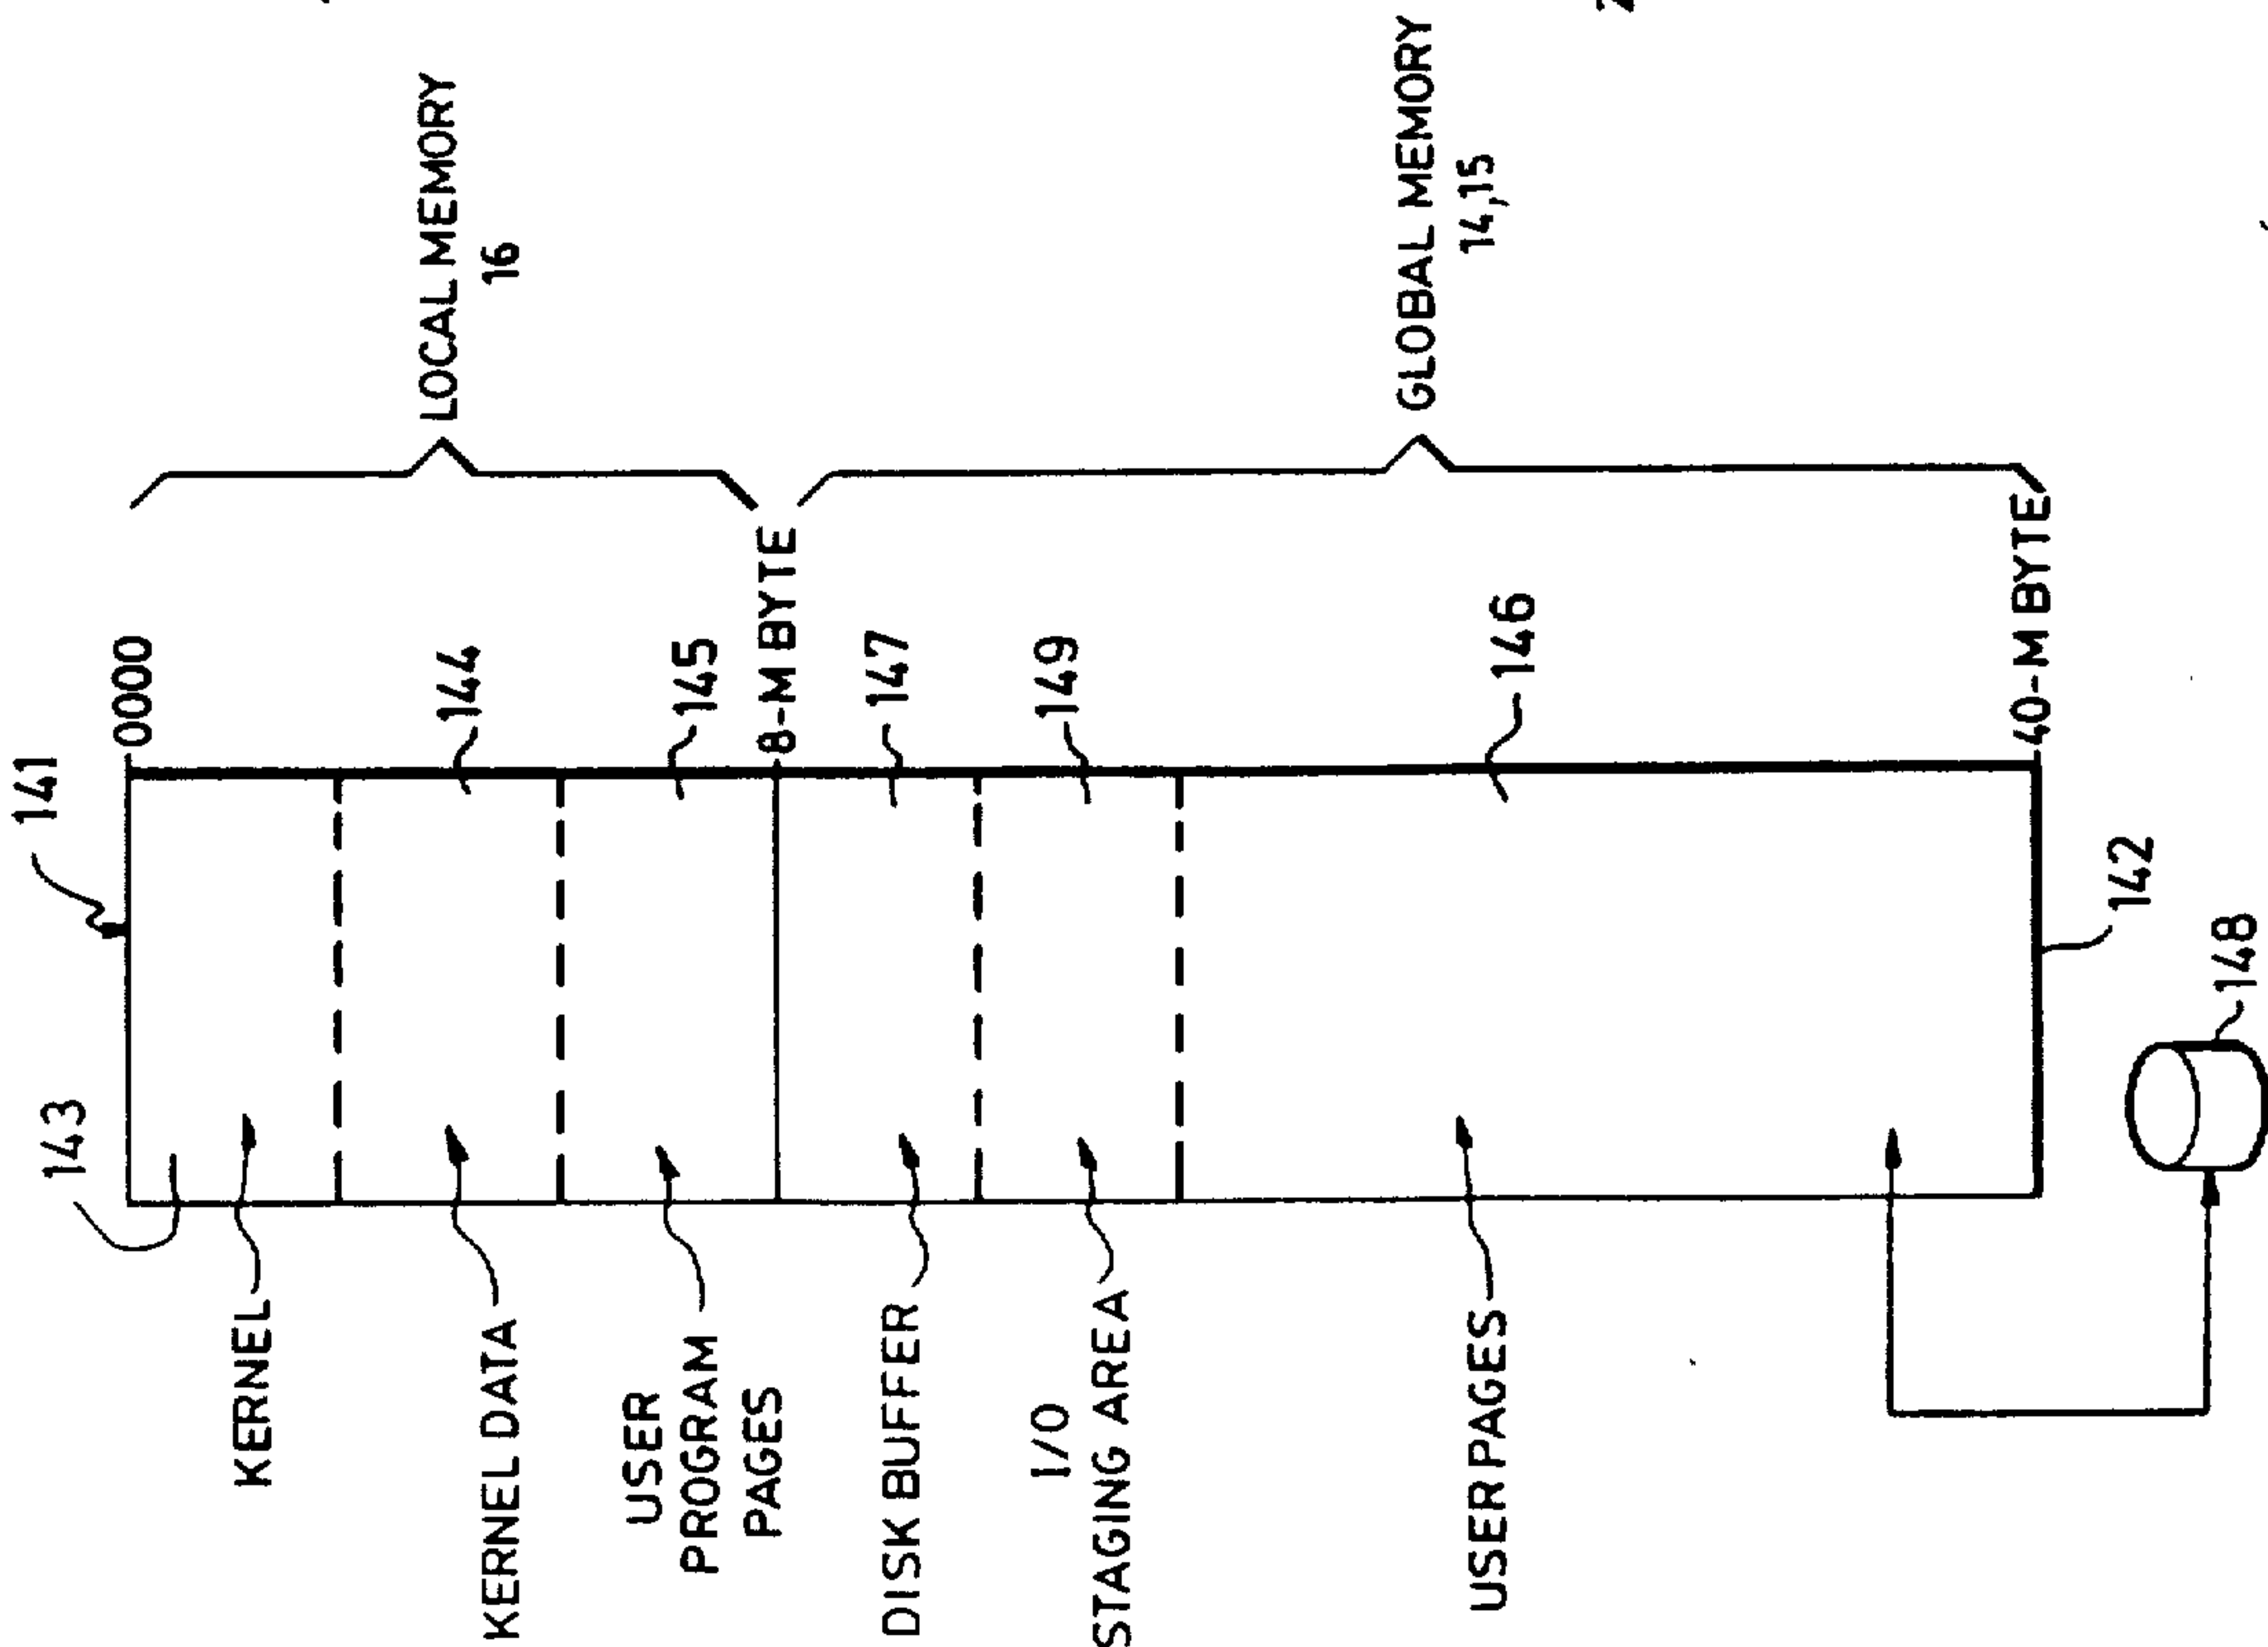 141
143
0000
LOCAL MEMORY
16
KERNEL
144
KERNEL DATA
145
USER
PROGRAM
PAGES
8-M BYTE
147
DISK BUFFER
149
I/O
STAGING AREA
GLOBAL MEMORY
14,15
146
USER PAGES
40-M BYTE
142
148